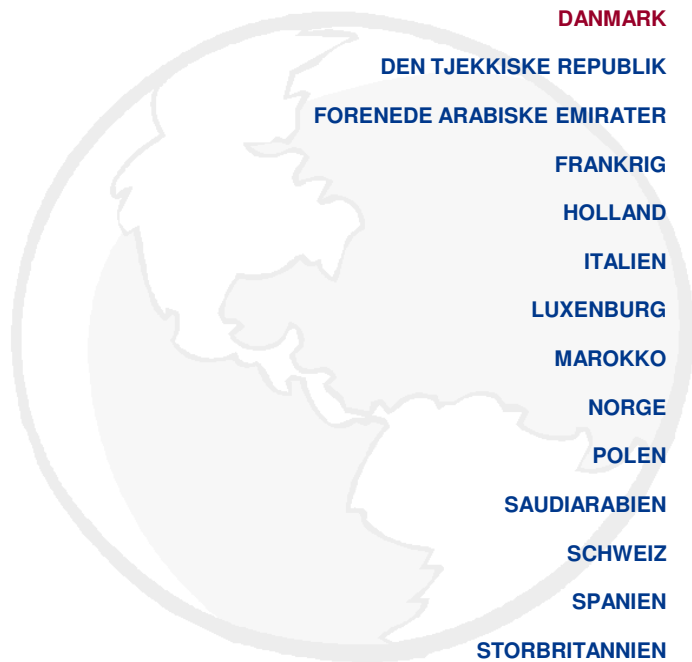 DANMARK
DEN TJEKKISKE REPUBLIK
FORENEDE ARABISKE EMIRATER
FRANKRIG
HOLLAND
ITALIEN
LUXENBURG
MAROKKO
NORGE
POLEN
SAUDIARABIEN
SCHWEIZ
SPANIEN
STORBRITANNIEN